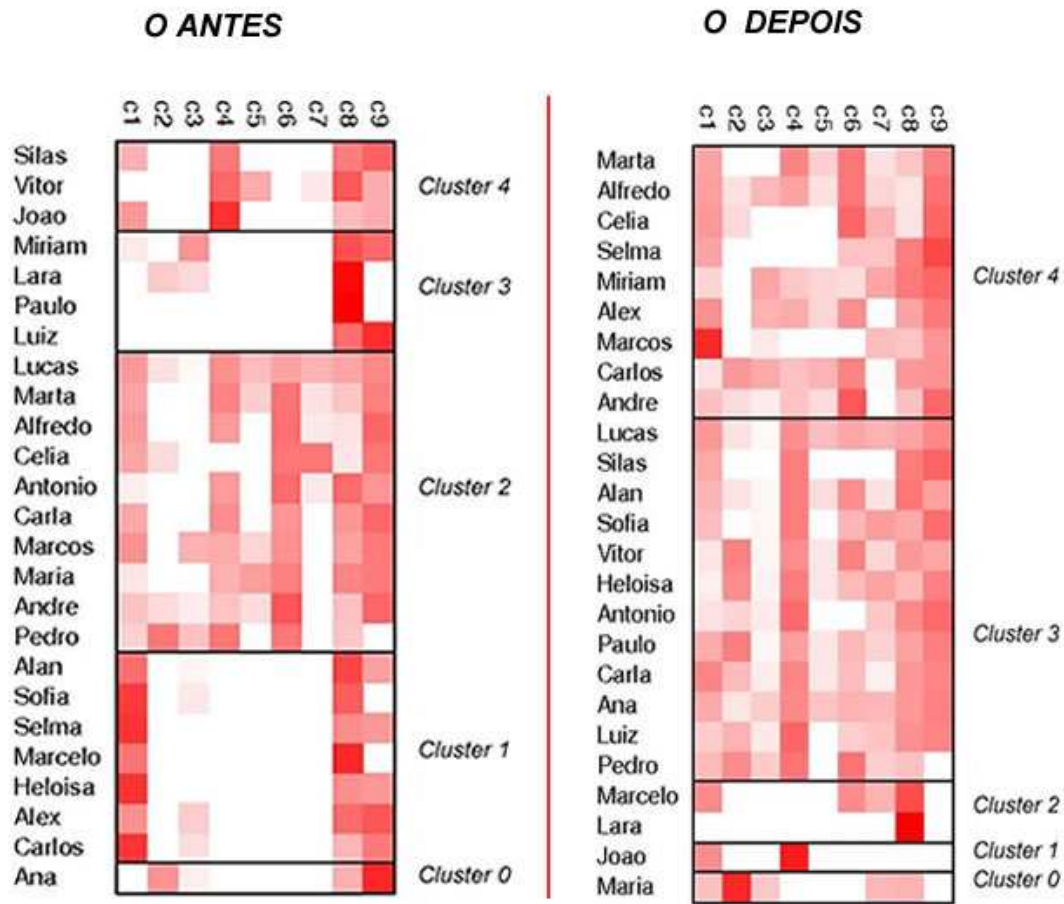 O ANTES
c1 c2 c3 c4 c5 c6 c7 c8 c9
Silas
Vitor
Joao
Cluster 4
Miriam
Lara
Paulo
Luiz
Cluster 3
Lucas
Marta
Alfredo
Celia
Antonio
Carla
Marcos
Maria
Andre
Pedro
Cluster 2
Alan
Sofia
Selma
Marcelo
Heloisa
Alex
Carlos
Cluster 1
Ana
Cluster 0
O DEPOIS
c1 c2 c3 c4 c5 c6 c7 c8 c9
Marta
Alfredo
Celia
Selma
Miriam
Alex
Marcos
Carlos
Andre
Cluster 4
Lucas
Silas
Alan
Sofia
Vitor
Heloisa
Antonio
Paulo
Carla
Ana
Luiz
Pedro
Cluster 3
Marcelo
Lara
Cluster 2
Joao
Cluster 1
Maria
Cluster 0